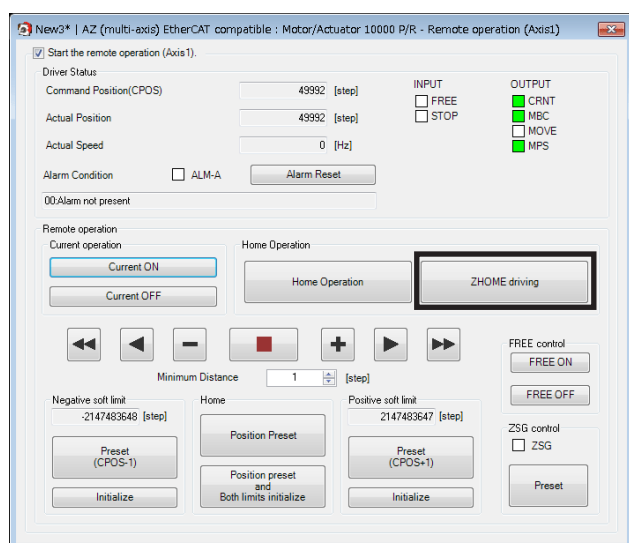 New3* | AZ (multi-axis) EtherCAT compatible : Motor/Actuator 10000 P/R - Remote operation (Axis1)
Start the remote operation (Axis1).
Driver Status
Command Position(CPOS) 49992 [step]
INPUT
OUTPUT
FREE
CRNT
Actual Position 49992 [step]
STOP
MBC
MOVE
Actual Speed 0 [Hz]
MPS
Alarm Condition ALM-A Alarm Reset
00:Alarm not present
Remote operation
Current operation
Home Operation
Current ON
Current OFF
Home Operation
ZHOME driving
Minimum Distance 1 [step]
FREE control
FREE ON
FREE OFF
Negative soft limit
-2147483648 [step]
Preset
(CPOS-1)
Initialize
Home
Position Preset
Position preset
and
Both limits initialize
Positive soft limit
2147483647 [step]
Preset
(CPOS+1)
Initialize
ZSG control
ZSG
Preset